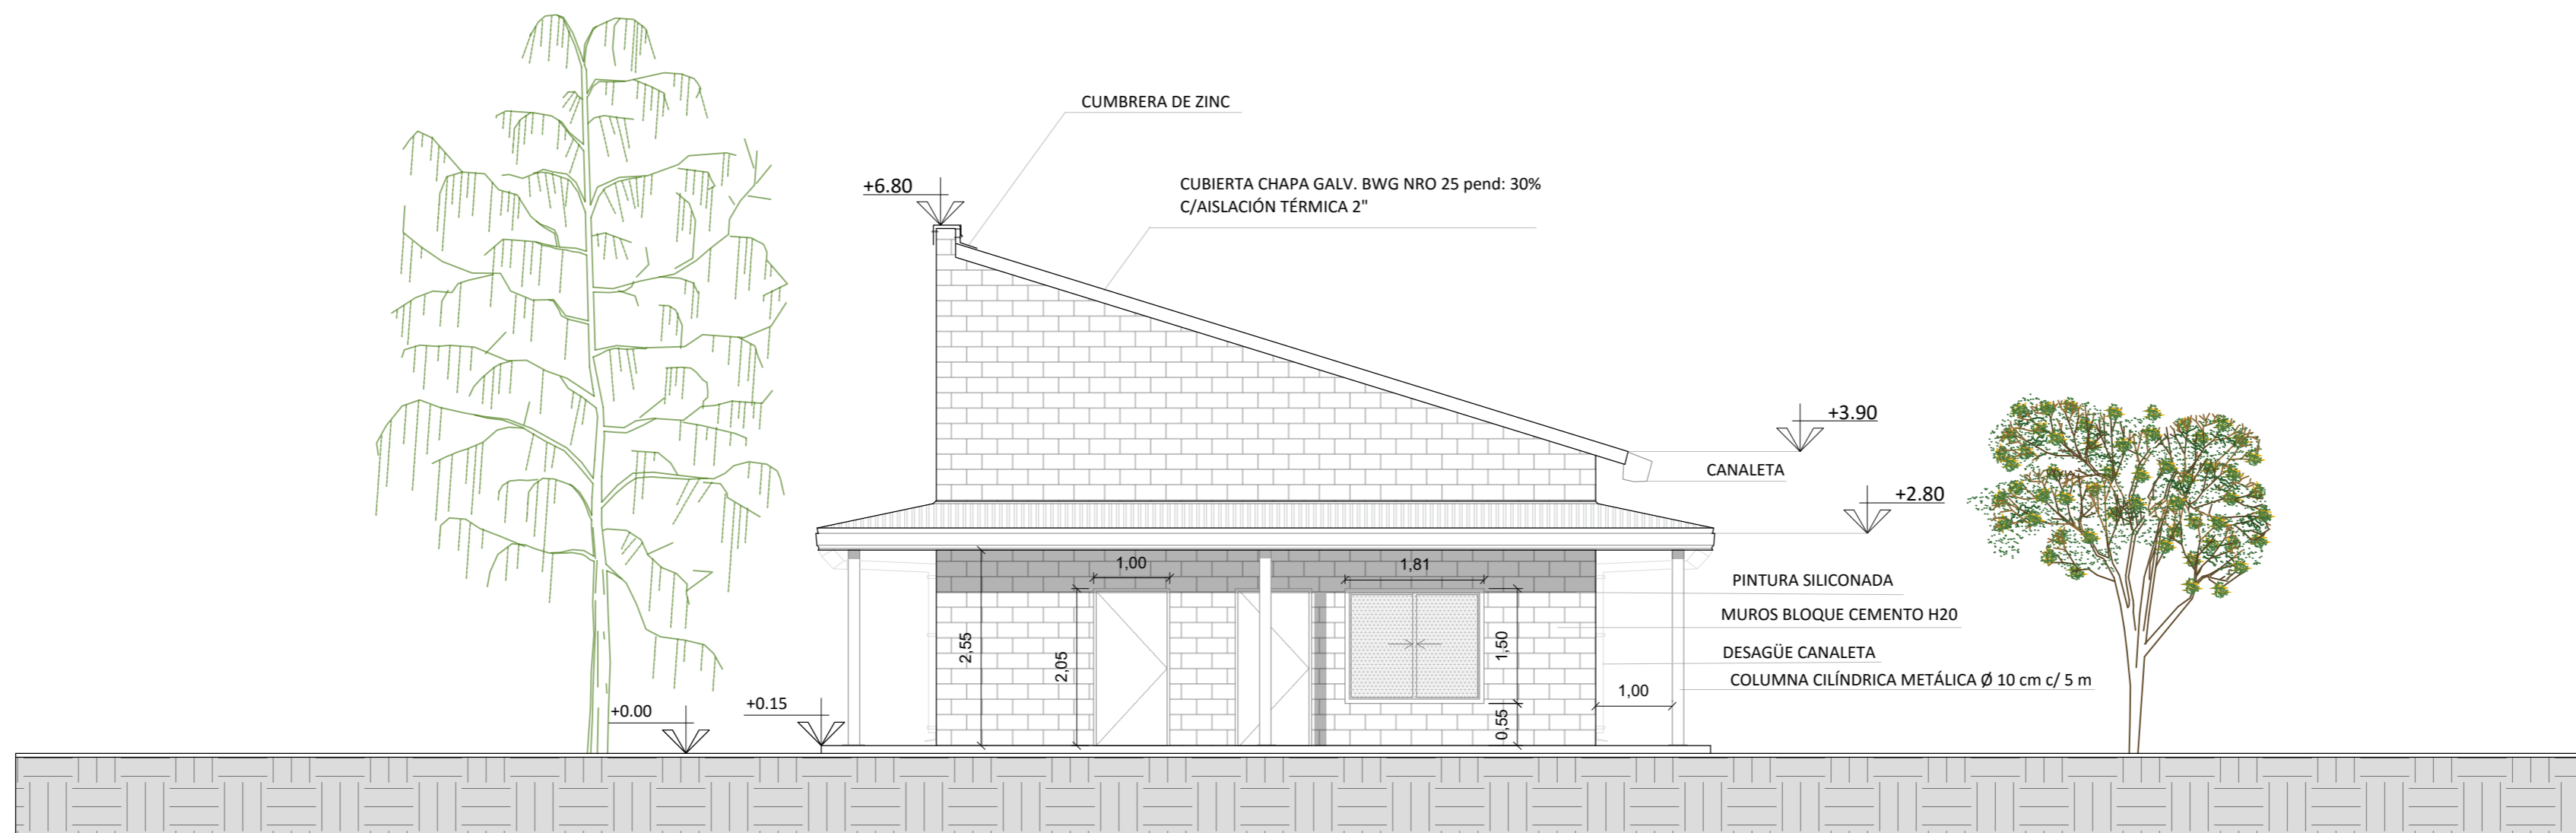 CUMBRERA DE ZINC
+6.80
CUBIERTA CHAPA GALV. BWG NRO 25 pend: 30%
C/AISLACIÓN TÉRMICA 2"
+3.90
CANALETA
+2.80
1,00
1,81
PINTURA SILICONADA
MUROS BLOQUE CEMENTO H20
2,55
2,05
1,50
DESAGÜE CANALETA
COLUMNA CILÍNDRICA METÁLICA Ø 10 cm c/ 5 m
1,00
+0.00
+0.15
0,55